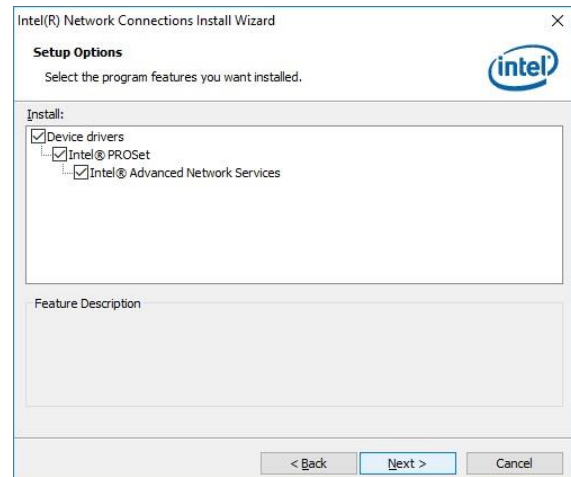 Intel(R) Network Connections Install Wizard
Setup Options
Select the program features you want installed.
intel
Install:
Device drivers
Intel® PROSet
Intel® Advanced Network Services
Feature Description
< Back
Next >
Cancel